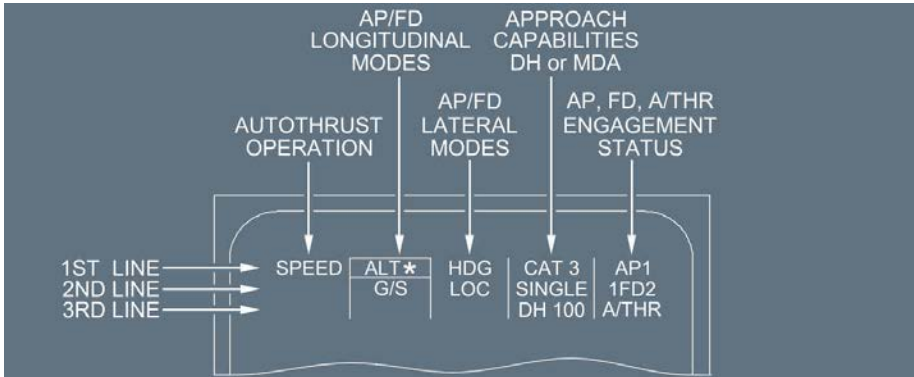 AP/FD
LONGITUDINAL
MODES
APPROACH
CAPABILITIES
DH or MDA
AUTOTHRUST
OPERATION
AP/FD
LATERAL
MODES
AP, FD, A/THR
ENGAGEMENT
STATUS
1ST LINE SPEED ALT* HDG CAT 3 AP1
2ND LINE G/S LOC SINGLE 1FD2
3RD LINE DH 100 A/THR